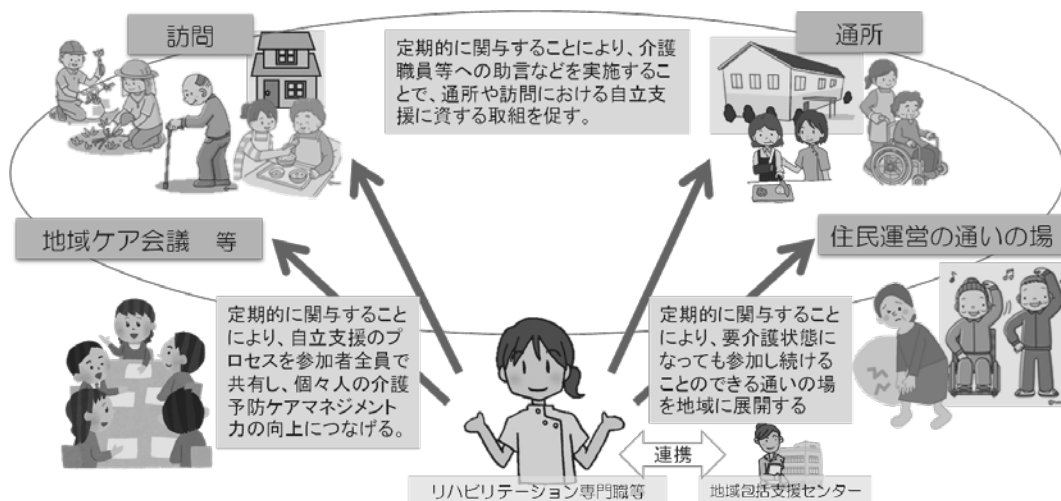 訪問
定期的に関与することにより、介護
職員等への助言などを実施するこ
とで、通所や訪問における自立支
援に資する取組を促す。
通所
地域ケア会議 等
住民運営の通いの場
定期的に関与すること
により、自立支援のプ
ロセスを参加者全員で
共有し、個々人の介護
予防ケアマネジメント
力の向上につなげる。
定期的に関与すること
により、要介護状態に
なっても参加し続ける
ことのできる通いの場
を地域に展開する
連携
リハビリテーション専門職等
地域包括支援センター